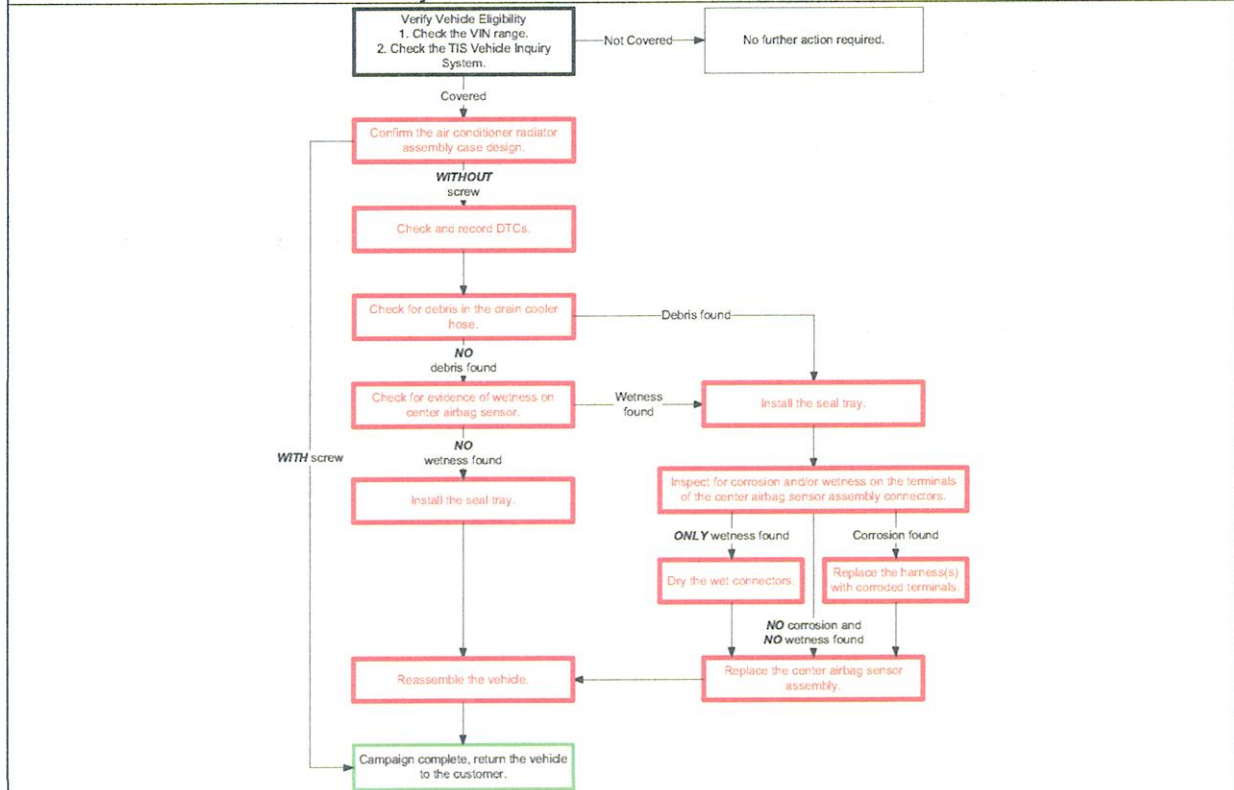 Verify Vehicle Eligibility
1. Check the VIN range.
2. Check the TIS Vehicle Inquiry
System.
Not Covered
No further action required.
Covered
Confirm the air conditioner radiator
assembly case design.
WITHOUT
screw
Check and record DTCs.
Check for debris in the drain cooler
hose.
Debris found
NO
debris found
Check for evidence of wetness on
center airbag sensor.
Wetness
found
Install the seal tray.
WITH screw
NO
wetness found
Install the seal tray.
Inspect for corrosion and/or wetness on the terminals
of the center airbag sensor assembly connectors.
ONLY wetness found
Corrosion found
Dry the wet connectors.
Replace the harness(s)
with corroded terminals.
NO corrosion and
NO wetness found
Reassemble the vehicle.
Replace the center airbag sensor
assembly.
Campaign complete, return the vehicle
to the customer.